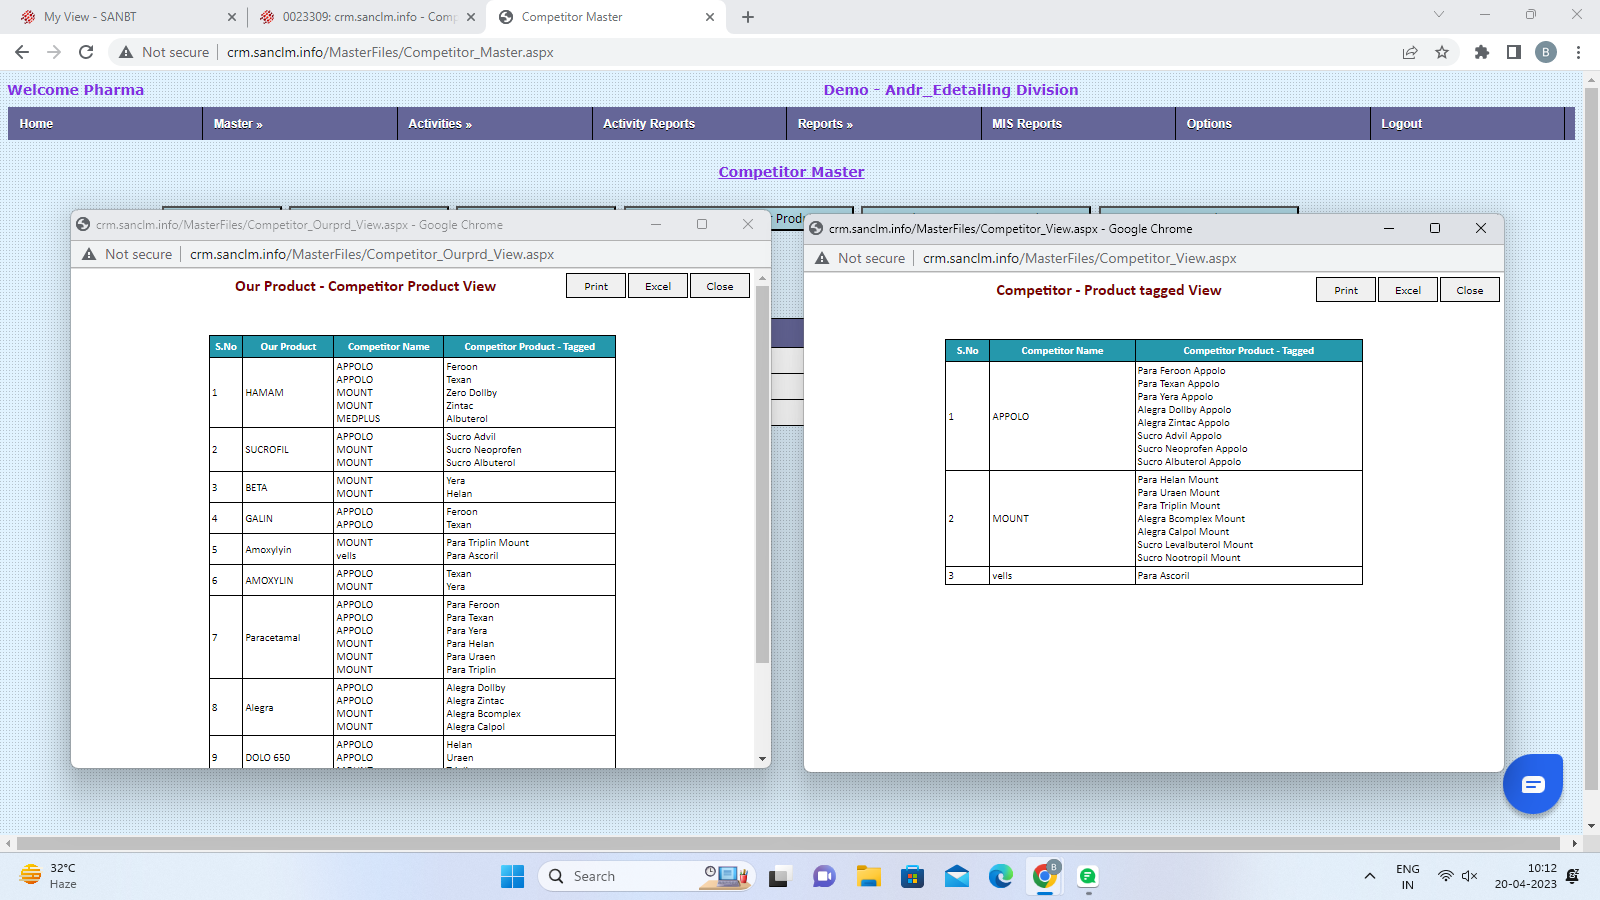 My View - SANBT
0023309: crm.sanclm.info - Comp
Competitor Master
Not secure
crm.sanclm.info/MasterFiles/Competitor_Master.aspx
B
Welcome Pharma
Demo - Andr_Edetailing Division
Home
Master »
Activities »
Activity Reports
Reports »
MIS Reports
Options
Logout
Competitor Master
r Produ
crm.sanclm.info/MasterFiles/Competitor_Ourprd_View.aspx - Google Chrome
Not secure
crm.sanclm.info/MasterFiles/Competitor_Ourprd_View.aspx
Our Product - Competitor Product View
Print
Excel
Close
S.No Our Product Competitor Name Competitor Product - Tagged
1 HAMAM
APPOLO Feroon
APPOLO Texan
MOUNT Zero Dollby
MOUNT Zintac
MEDPLUS Albuterol
2 SUCROFIL
APPOLO Sucro Advil
MOUNT Sucro Neoprofen
MOUNT Sucro Albuterol
3 BETA
MOUNT Yera
MOUNT Helan
4 GALIN
APPOLO Feroon
APPOLO Texan
5 Amoxylyin
MOUNT Para Triplin Mount
vells Para Ascoril
6 AMOXYLIN
APPOLO Texan
MOUNT Yera
7 Paracetamal
APPOLO Para Feroon
APPOLO Para Texan
APPOLO Para Yera
MOUNT Para Helan
MOUNT Para Uraen
MOUNT Para Triplin
8 Alegra
APPOLO Alegra Dollby
APPOLO Alegra Zintac
MOUNT Alegra Bcomplex
MOUNT Alegra Calpol
9 DOLO 650
APPOLO Helan
APPOLO Uraen
crm.sanclm.info/MasterFiles/Competitor_View.aspx - Google Chrome
Not secure
crm.sanclm.info/MasterFiles/Competitor_View.aspx
Competitor - Product tagged View
Print
Excel
Close
S.No Competitor Name Competitor Product - Tagged
1 APPOLO
Para Feroon Appolo
Para Texan Appolo
Para Yera Appolo
Alegra Dollby Appolo
Alegra Zintac Appolo
Sucro Advil Appolo
Sucro Neoprofen Appolo
Sucro Albuterol Appolo
2 MOUNT
Para Helan Mount
Para Uraen Mount
Para Triplin Mount
Alegra Bcomplex Mount
Alegra Calpol Mount
Sucro Levalbuterol Mount
Sucro Nootropil Mount
3 vells Para Ascoril
32°C
Haze
Search
B
ENG
IN
10:12
20-04-2023